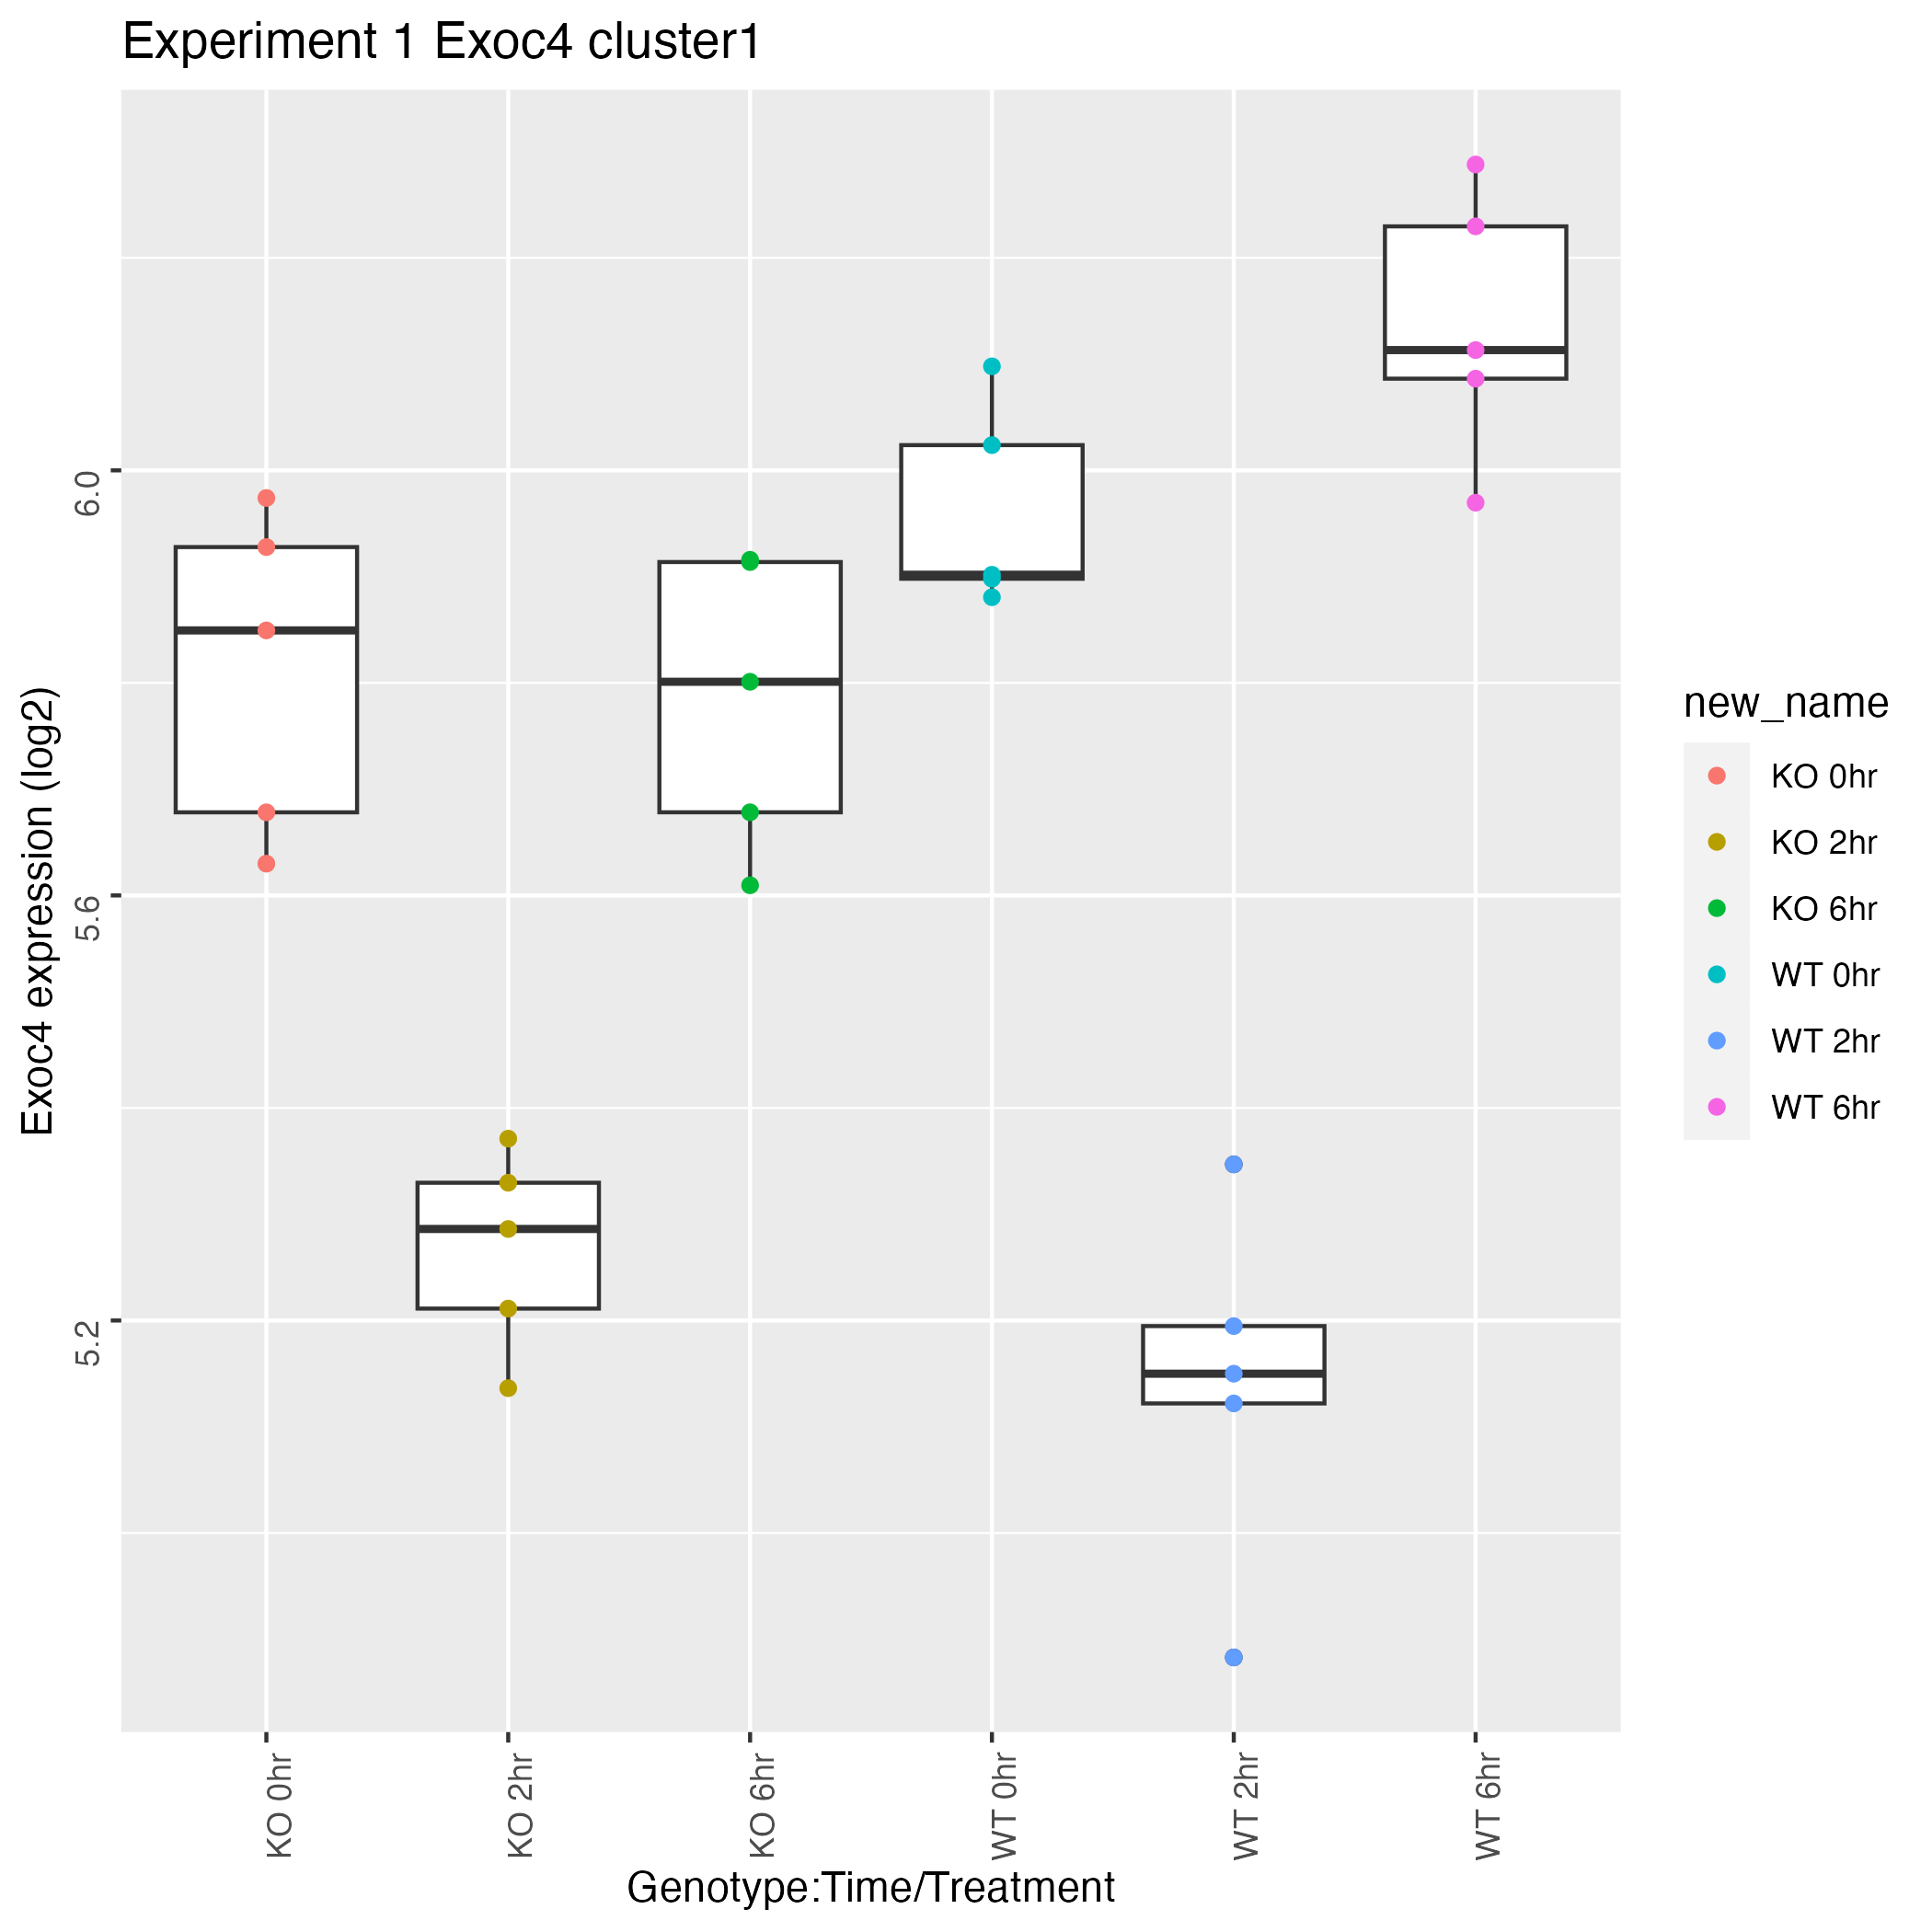 Experiment 1 Exoc4 cluster1
Exoc4 expression (log2)
6.0
5.6
5.2
KO 0hr
KO 2hr
KO 6hr
WT 0hr
WT 2hr
WT 6hr
Genotype:Time/Treatment
new_name
KO 0hr
KO 2hr
KO 6hr
WT 0hr
WT 2hr
WT 6hr